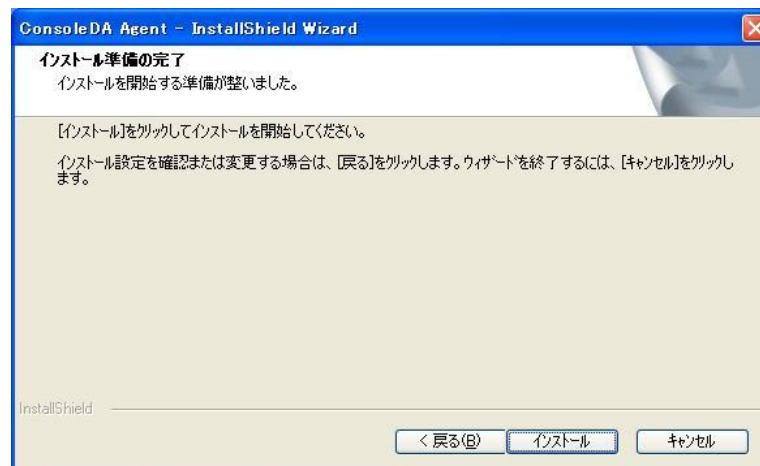 ConsoleDA Agent - InstallShield Wizard
インストール準備の完了
インストールを開始する準備が整いました。
[インストール]をクリックしてインストールを開始してください。
インストール設定を確認または変更する場合は、[戻る]をクリックします。ウィザードを終了するには、[キャンセル]をクリックし
ます。
InstallShield
< 戻る(B) インストール キャンセル